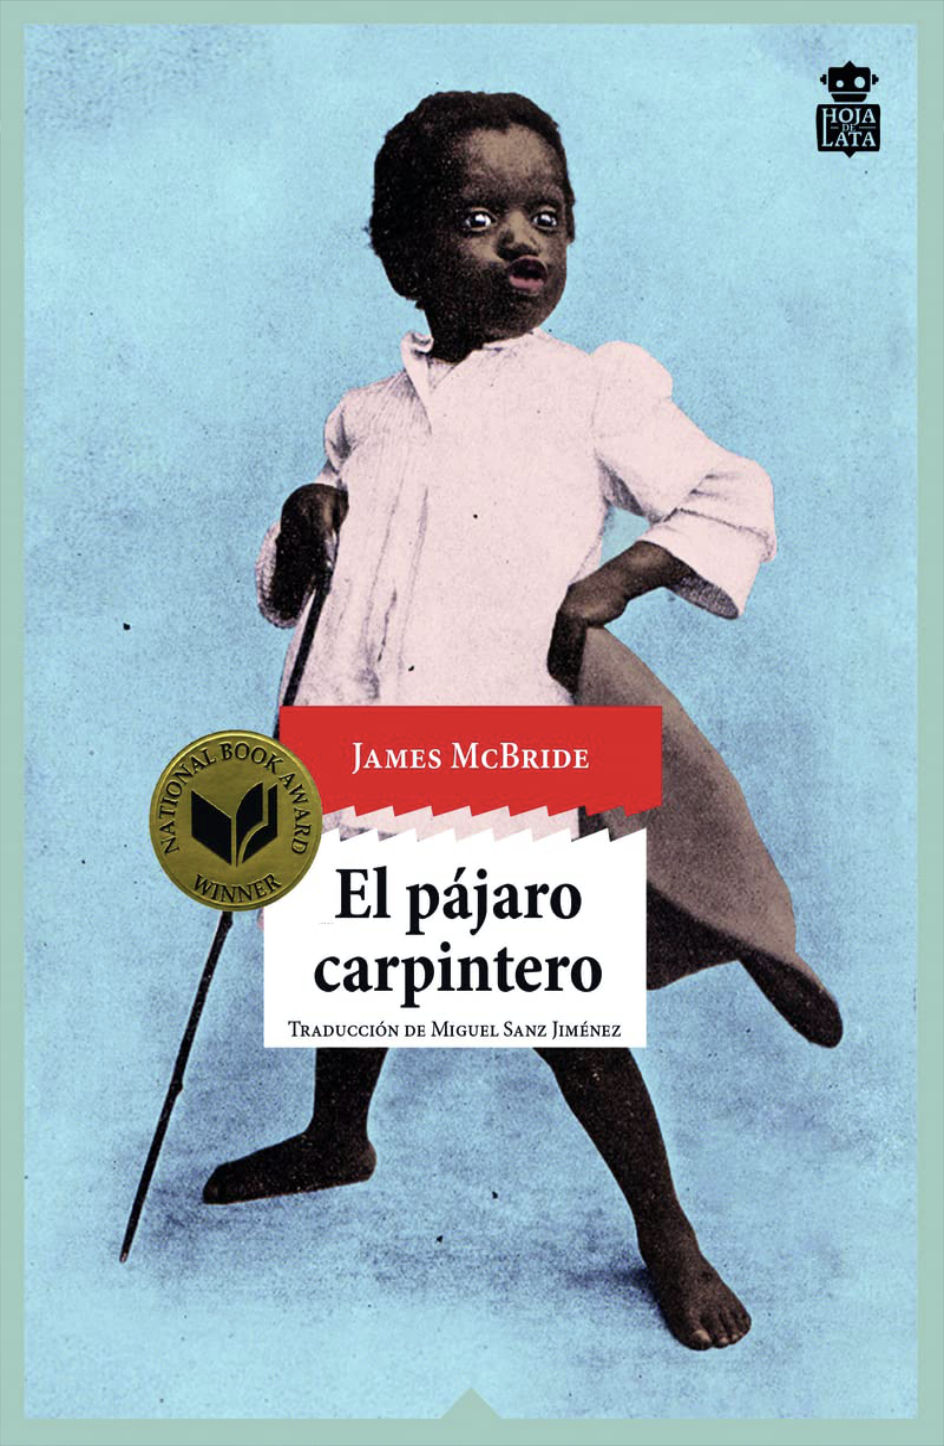 HOJA
DE
LATA
JAMES MCBRIDE
NATIONAL BOOK AWARD
WINNER
El pájaro
carpintero
TRADUCCIÓN DE MIGUEL SANZ JIMÉNEZ